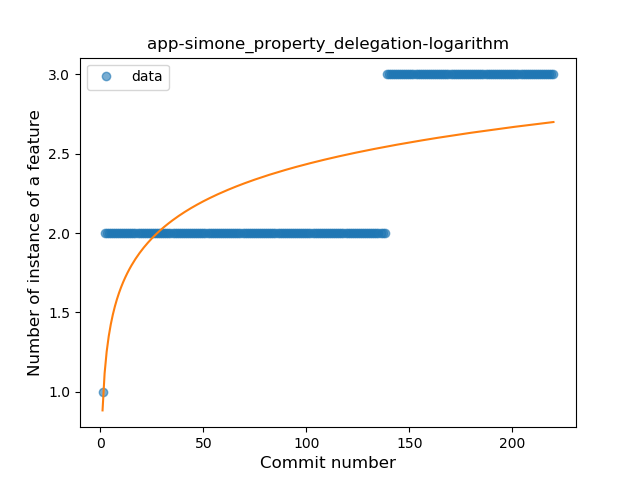 app-simone_property_delegation-logarithm
data
Number of instance of a feature
3.0
2.5
2.0
1.5
1.0
0
50
100
150
200
Commit number